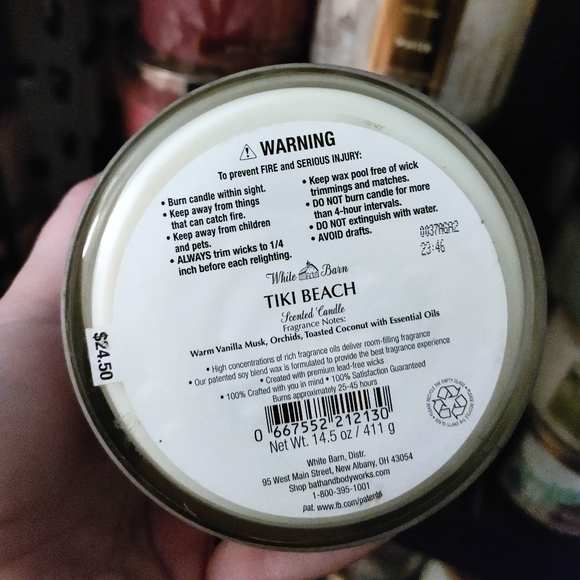 WARNING
To prevent FIRE and SERIOUS INJURY:
• Burn candle within sight.
• Keep away from things
that can catch fire.
• Keep away from children
and pets.
• ALWAYS trim wicks to 1/4
inch before each relighting.
• Keep wax pool free of wick
trimmings and matches.
• DO NOT burn candle for more
than 4-hour intervals.
• DO NOT extinguish with water.
• AVOID drafts.
23:46
White Barn
TIKI BEACH
Scented Candle
Fragrance Notes:
Warm Vanilla Musk, Orchids, Toasted Coconut with Essential Oils
• High concentrations of rich fragrance oils deliver room-filling fragrance
• Our patented soy blend wax is formulated to provide the best fragrance experience
• Created with premium lead-free wicks
• 100% Crafted with you in mind • 100% Satisfaction Guaranteed
Burns approximately 25-45 hours
$24.50
0 667552 212130
Net Wt. 14.5 oz / 411 g
White Barn, Distr.
95 West Main Street, New Albany, OH 43054
Shop bathandbodyworks.com
1-800-395-1001
pat. www.fb.com/patents